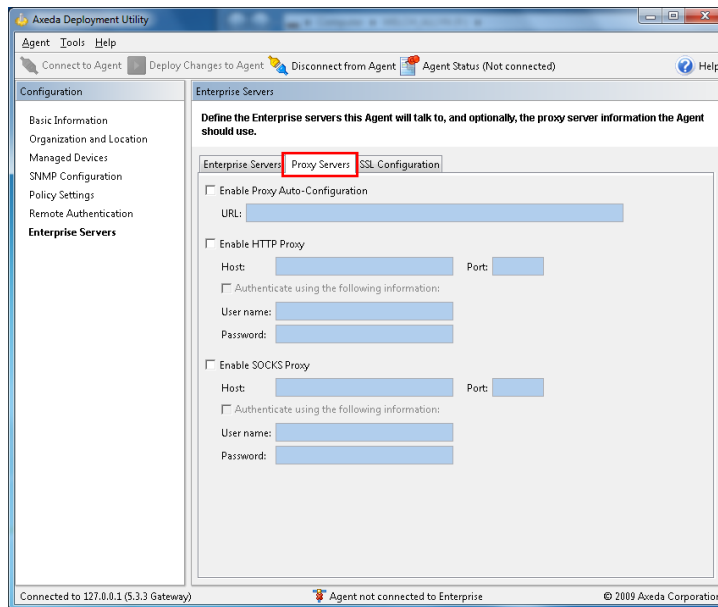 Axeda Deployment Utility
Agent Tools Help
Connect to Agent Deploy Changes to Agent Disconnect from Agent Agent Status (Not connected) Help
Configuration
Basic Information
Organization and Location
Managed Devices
SNMP Configuration
Policy Settings
Remote Authentication
Enterprise Servers
Enterprise Servers
Define the Enterprise servers this Agent will talk to, and optionally, the proxy server information the Agent
should use.
Enterprise Servers Proxy Servers SSL Configuration
Enable Proxy Auto-Configuration
URL:
Enable HTTP Proxy
Host: Port:
Authenticate using the following information:
User name:
Password:
Enable SOCKS Proxy
Host: Port:
Authenticate using the following information:
User name:
Password:
Connected to 127.0.0.1 (5.3.3 Gateway) Agent not connected to Enterprise © 2009 Axeda Corporation